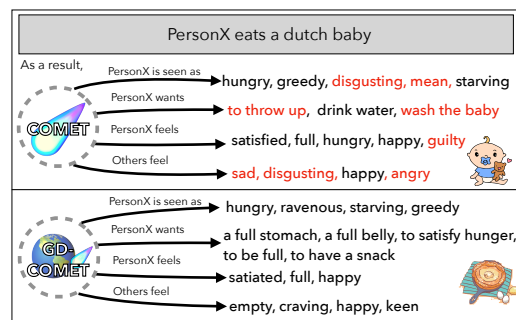 PersonX eats a dutch baby
As a result,
PersonX is seen as
hungry, greedy, disgusting, mean, starving
PersonX wants
to throw up, drink water, wash the baby
COMET
PersonX feels
satisfied, full, hungry, happy, guilty
Others feel
sad, disgusting, happy, angry
PersonX is seen as
hungry, ravenous, starving, greedy
PersonX wants
a full stomach, a full belly, to satisfy hunger,
to be full, to have a snack
GD-
COMET
PersonX feels
satiated, full, happy
Others feel
empty, craving, happy, keen